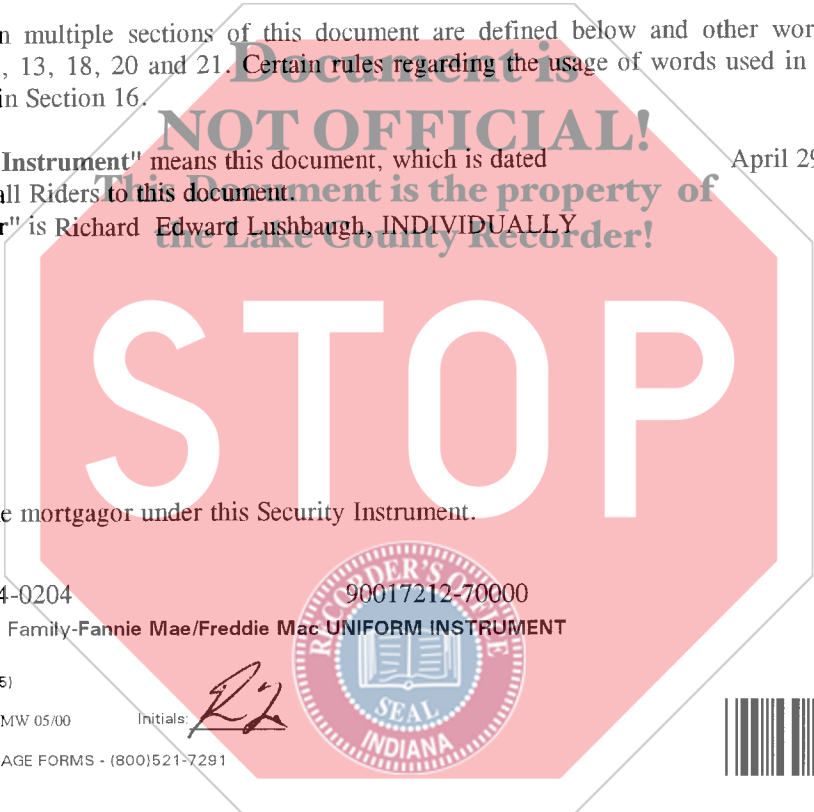 n multiple sections of this document are defined below and other wor
, 13, 18, 20 and 21. Certain rules regarding the usage of words used in
in Section 16.
Document is
NOT OFFICIAL!
This Document is the property of
the Lake County Recorder!
Instrument" means this document, which is dated April 29
all Riders to this document.
r" is Richard Edward Lushbaugh, INDIVIDUALLY
STOP
e mortgagor under this Security Instrument.
4-0204 90017212-70000
Family-Fannie Mae/Freddie Mac UNIFORM INSTRUMENT
5)
MW 05/00 Initials:
AGE FORMS - (800)521-7291
RECORDER'S OFFICE
SEAL
INDIANA